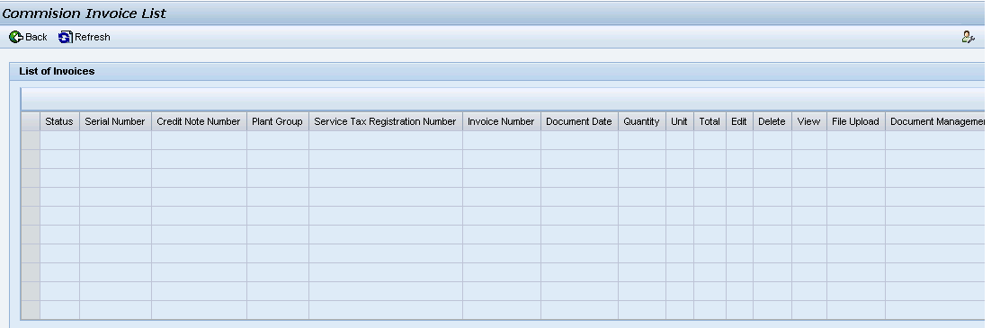 Commision Invoice List
Back Refresh
List of Invoices
Status Serial Number Credit Note Number Plant Group Service Tax Registration Number Invoice Number Document Date Quantity Unit Total Edit Delete View File Upload Document Managemen